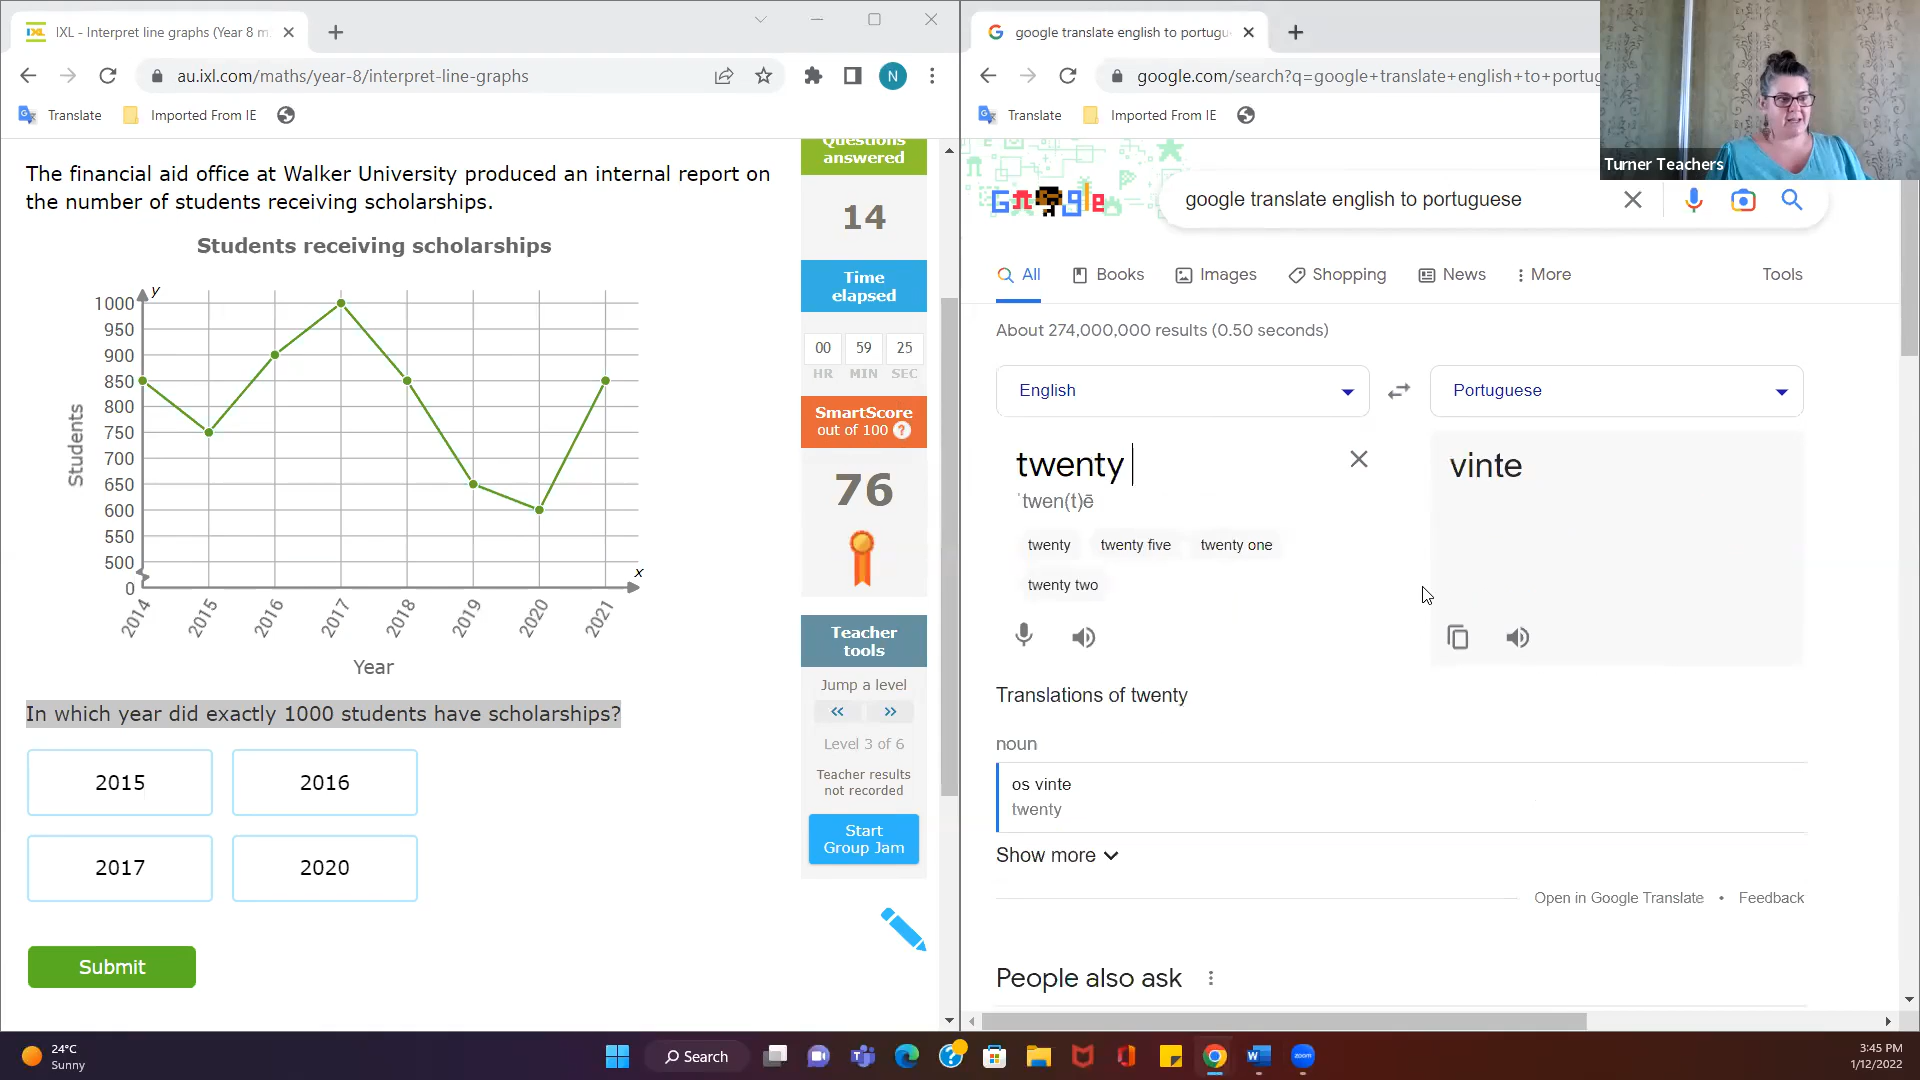 IXL - Interpret line graphs (Year 8 m
au.ixl.com/maths/year-8/interpret-line-graphs
N
Translate
Imported From IE
The financial aid office at Walker University produced an internal report on
the number of students receiving scholarships.
Students receiving scholarships
y
1000
950
900
850
800
750
700
650
600
550
500
0
Students
x
2014
2015
2016
2017
2018
2019
2020
2021
Year
In which year did exactly 1000 students have scholarships?
2015
2016
2017
2020
Submit
Questions
answered
14
Time
elapsed
00
59
25
HR
MIN
SEC
SmartScore
out of 100 ?
76
Teacher
tools
Jump a level
<<
>>
Level 3 of 6
Teacher results
not recorded
Start
Group Jam
google translate english to portugu
google.com/search?q=google+translate+english+to+portug
Translate
Imported From IE
Turner Teachers
Google
google translate english to portuguese
All
Books
Images
Shopping
News
More
Tools
About 274,000,000 results (0.50 seconds)
English
Portuguese
twenty
ˈtwen(t)ē
twenty
twenty five
twenty one
twenty two
vinte
Translations of twenty
noun
os vinte
twenty
Show more
Open in Google Translate • Feedback
People also ask
24°C
Sunny
Search
zoom
3:45 PM
1/12/2022